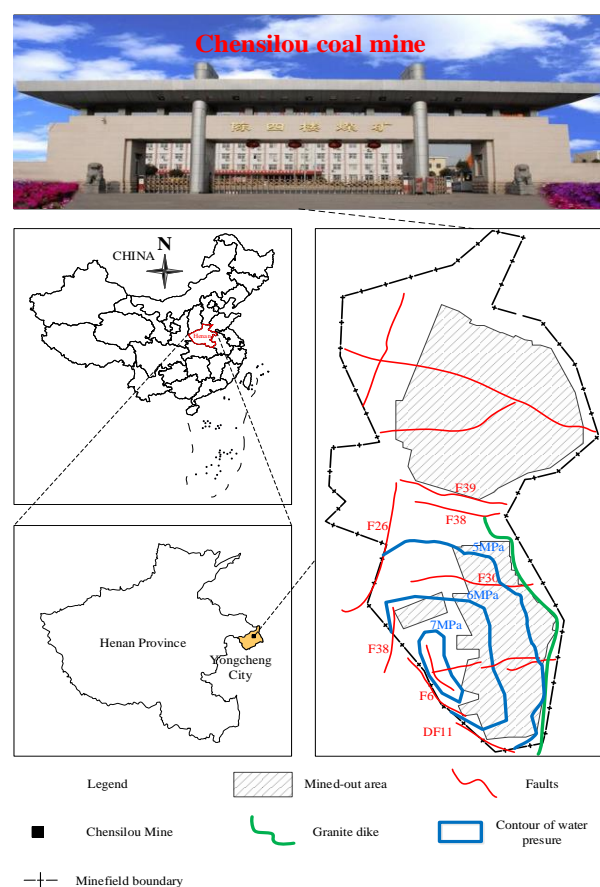 Chensilou coal mine
陈四楼煤矿
N
CHINA
Henan
F39
F38
F26
5MPa
F30
6MPa
7MPa
F38
F6
DF11
Henan Province
Yongcheng
City
Legend
Mined-out area
Faults
Chensilou Mine
Granite dike
Contour of water
presure
Minefield boundary